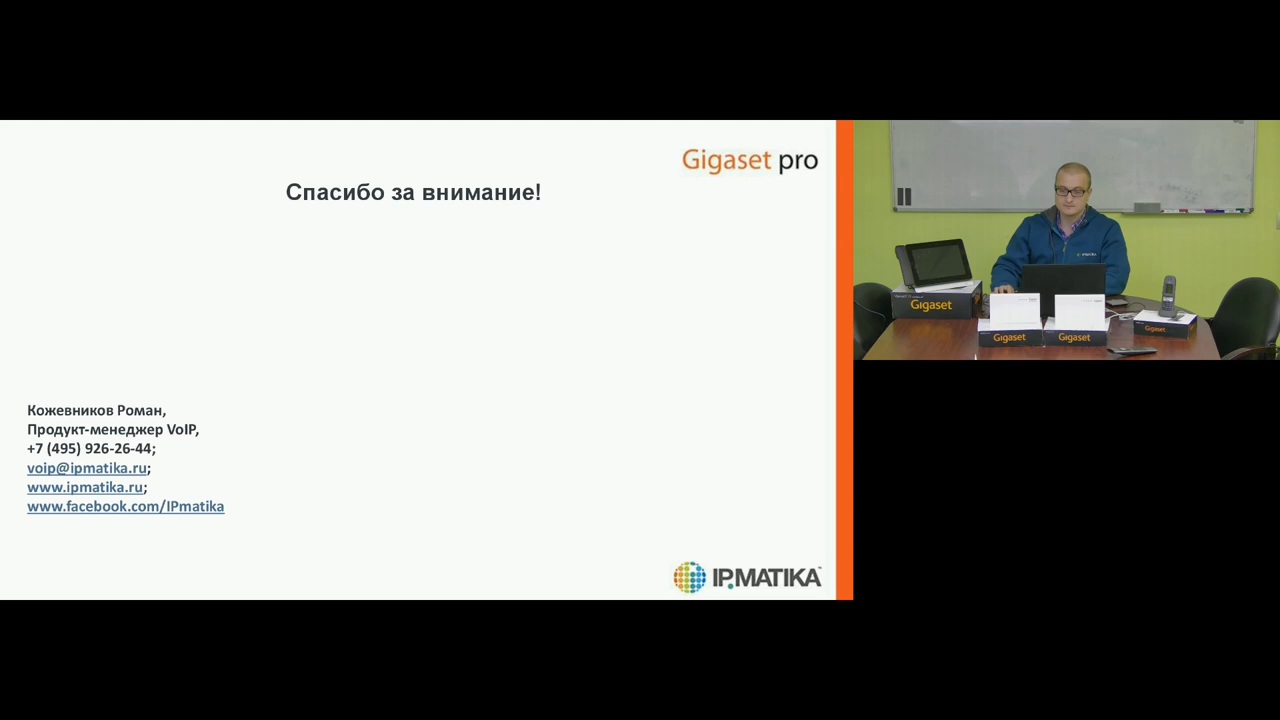 Gigaset pro
Спасибо за внимание!
Кожевников Роман,
Продукт-менеджер VoIP,
+7 (495) 926-26-44;
voip@ipmatika.ru;
www.ipmatika.ru;
www.facebook.com/IPmatika
IPMATIKA
IPMATIKA
Gigaset
Gigaset
Gigaset
Gigaset